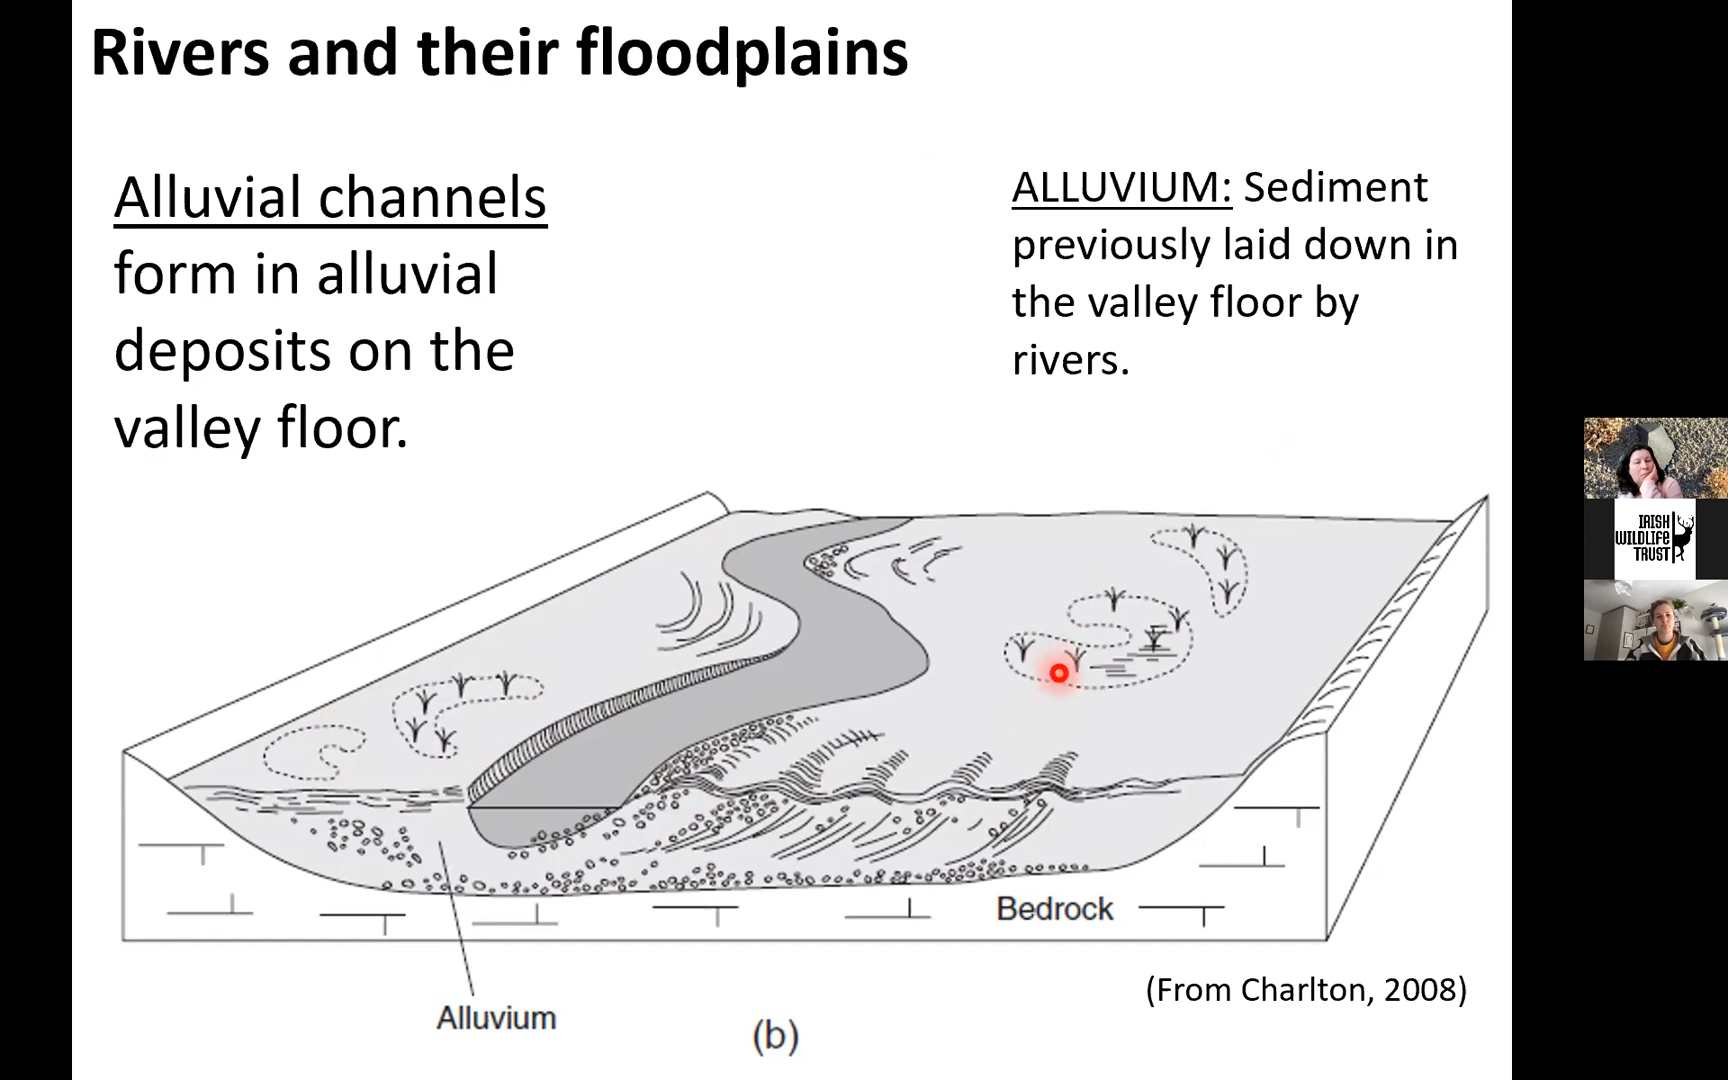 Rivers and their floodplains
Alluvial channels
form in alluvial
deposits on the
valley floor.
ALLUVIUM: Sediment
previously laid down in
the valley floor by
rivers.
IRISH
WILDLIFE
TRUST
Bedrock
(From Charlton, 2008)
Alluvium
(b)